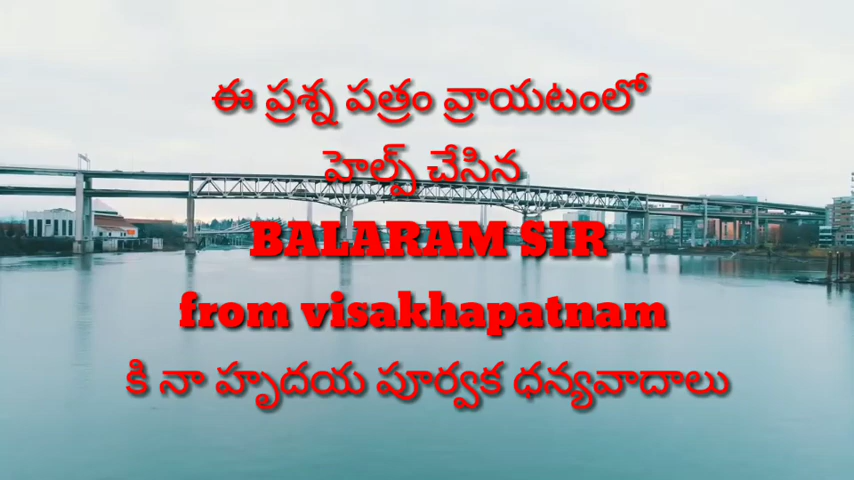 ఈ ప్రశ్న పత్రం వ్రాయటంలో
హెల్ప్ చేసిన
BALARAM SIR
from visakhapatnam
కి నా హృదయ పూర్వక ధన్యవాదాలు